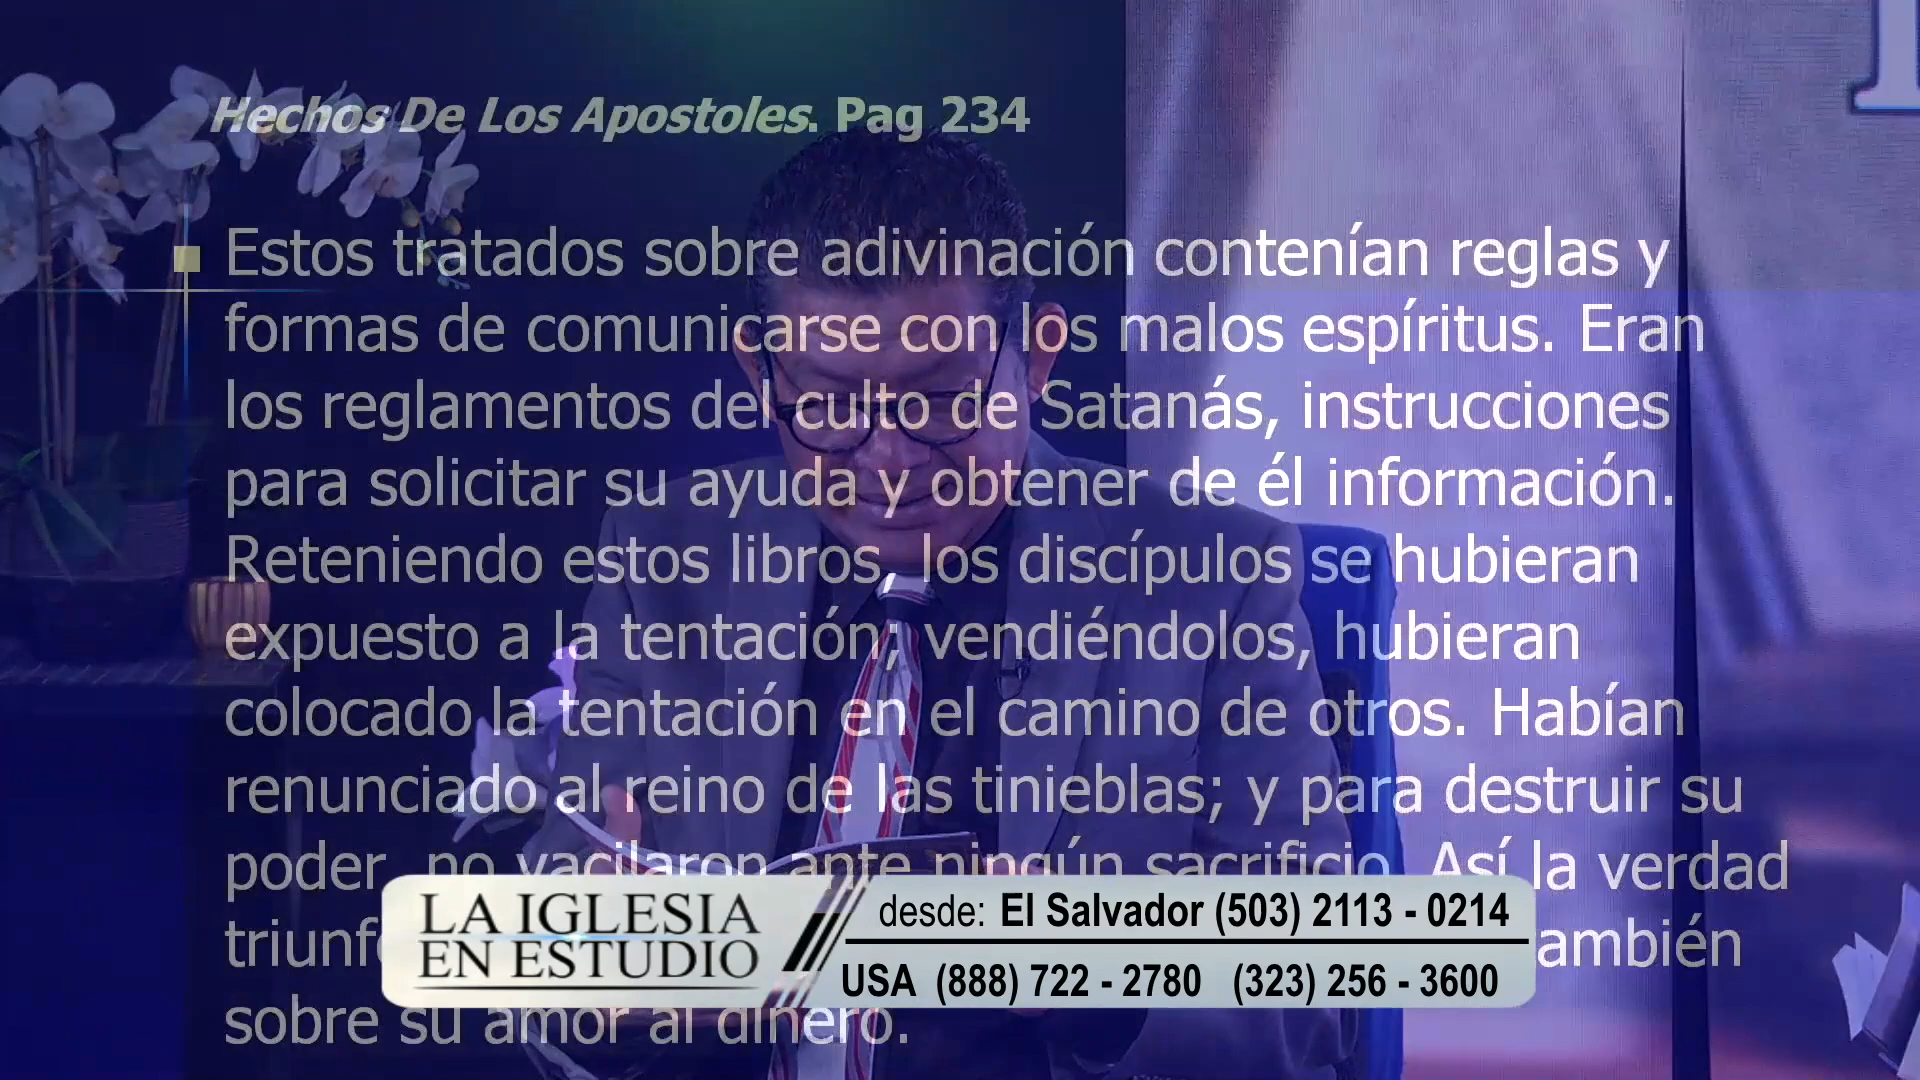 Hechos De Los Apostoles. Pag 234
Estos tratados sobre adivinación contenían reglas y
formas de comunicarse con los malos espíritus. Eran
los reglamentos del culto de Satanás, instrucciones
para solicitar su ayuda y obtener de él información.
Reteniendo estos libros, los discípulos se hubieran
expuesto a la tentación; vendiéndolos, hubieran
colocado la tentación en el camino de otros. Habían
renunciado al reino de las tinieblas; y para destruir su
poder no vacilaron ante ningún sacrificio. Así la verdad
sobre su amor al dinero.
LA IGLESIA
EN ESTUDIO
desde: El Salvador (503) 2113 - 0214
USA (888) 722 - 2780 (323) 256 - 3600